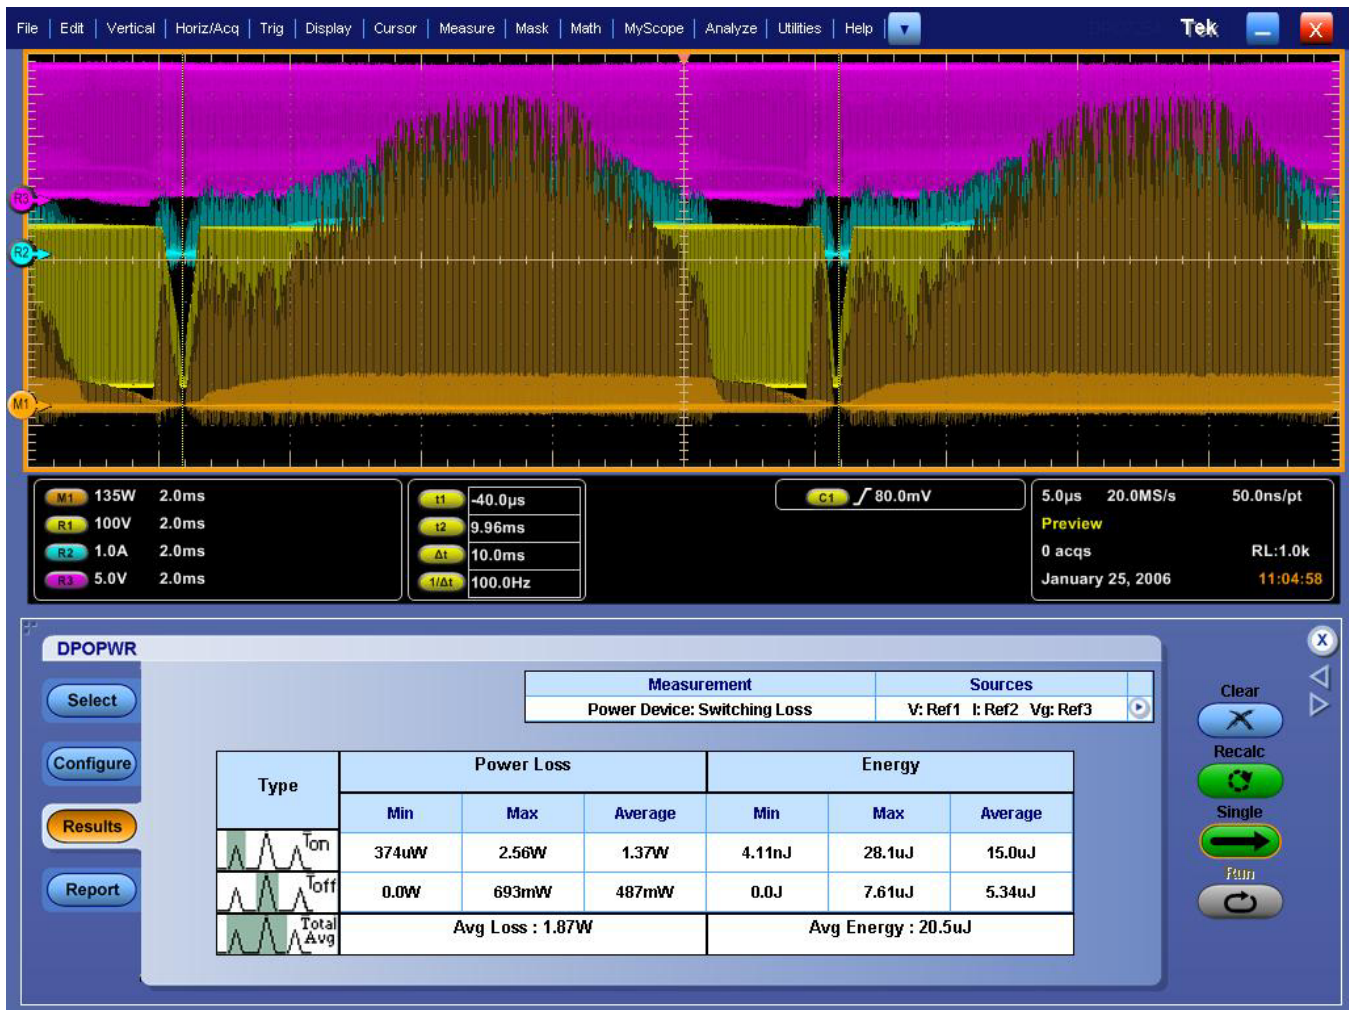 File | Edit | Vertical | Horiz/Acq | Trig | Display | Cursor | Measure | Mask | Math | MyScope | Analyze | Utilities | Help | Tek X
R3
R2
M1
M1 135W 2.0ms
R1 100V 2.0ms
R2 1.0A 2.0ms
R3 5.0V 2.0ms
t1 -40.0µs
t2 9.96ms
Δt 10.0ms
1/Δt 100.0Hz
C1 80.0mV
5.0µs 20.0MS/s 50.0ns/pt
Preview
0 acqs RL:1.0k
January 25, 2006 11:04:58
DPOPWR
Select
Configure
Results
Report
Measurement Sources
Power Device: Switching Loss V: Ref1 I: Ref2 Vg: Ref3
Type Power Loss Energy
Min Max Average Min Max Average
Ton 374uW 2.56W 1.37W 4.11nJ 28.1uJ 15.0uJ
Toff 0.0W 693mW 487mW 0.0J 7.61uJ 5.34uJ
Total Avg Avg Loss : 1.87W Avg Energy : 20.5uJ
X
Clear
Recalc
Single
Run